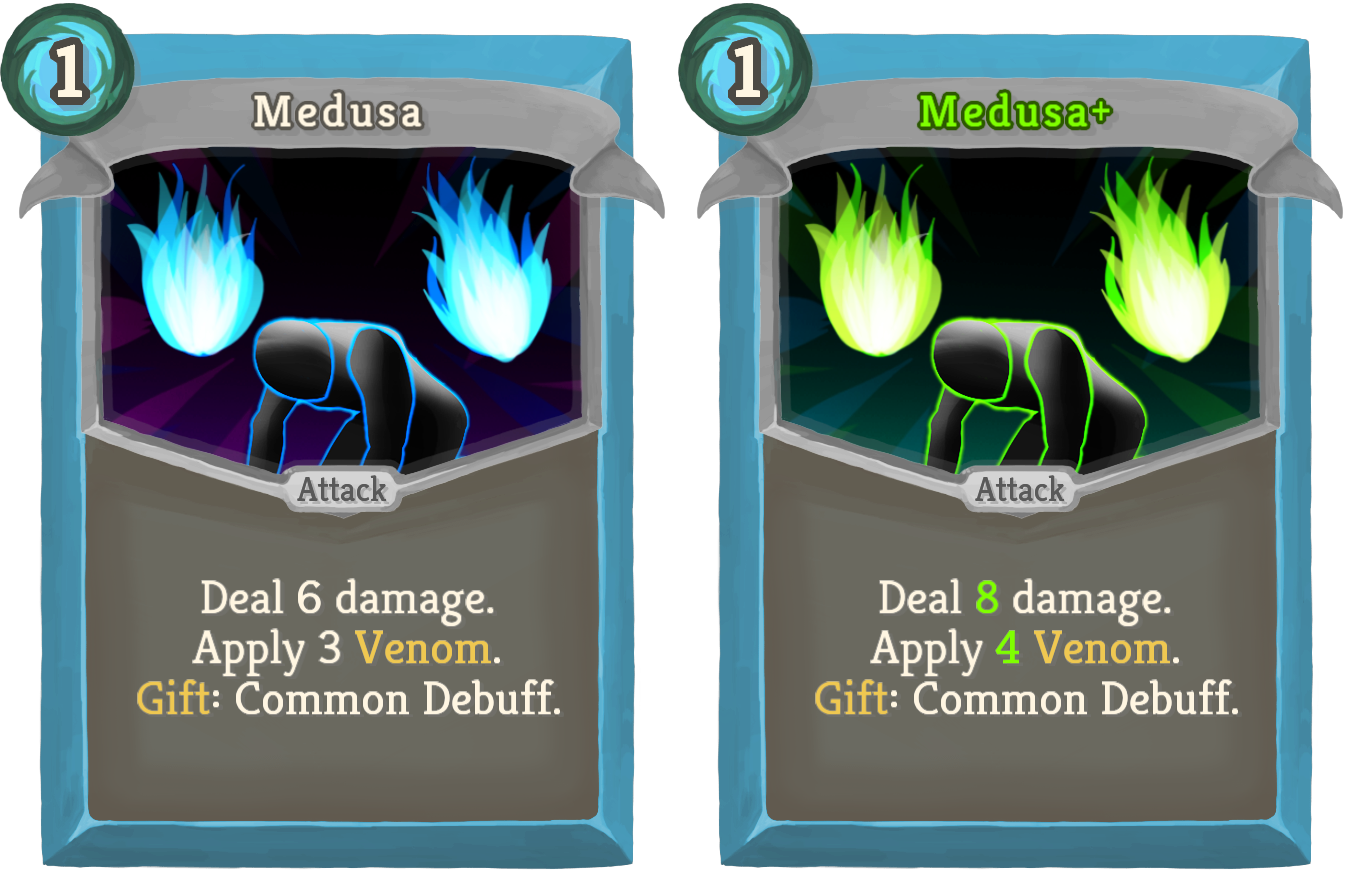 1
Medusa
Attack
Deal 6 damage.
Apply 3 Venom.
Gift: Common Debuff.
1
Medusa+
Attack
Deal 8 damage.
Apply 4 Venom.
Gift: Common Debuff.